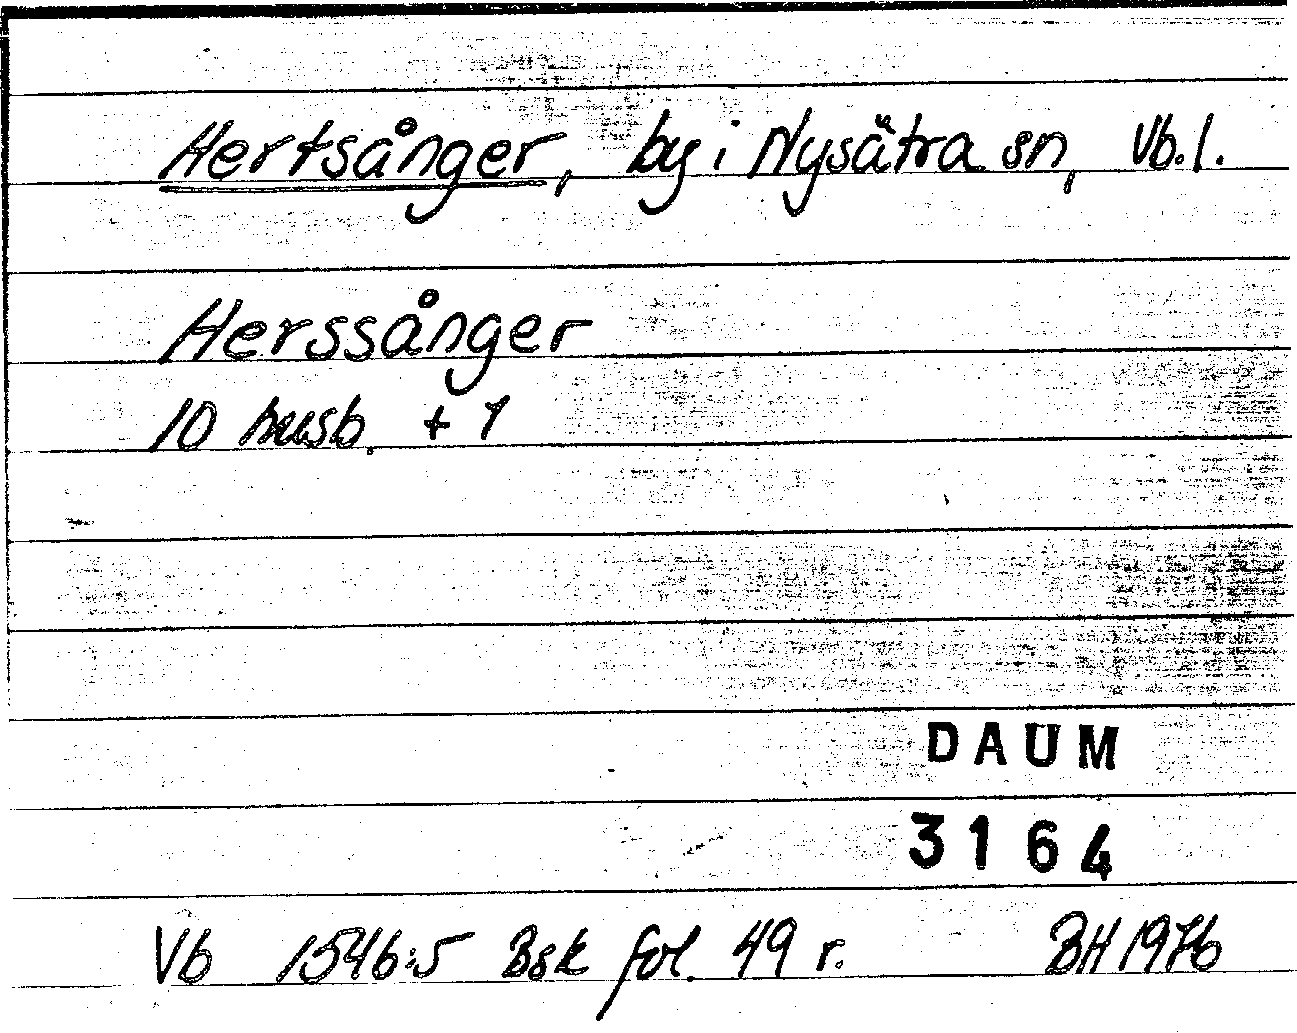 Hertsånger, by i Nysätra sn, Vb. l.
Herssånger
10 husb. + 1
DAUM
3164
Vb 1546:5 Bsk fol. 49 r. BH 1976